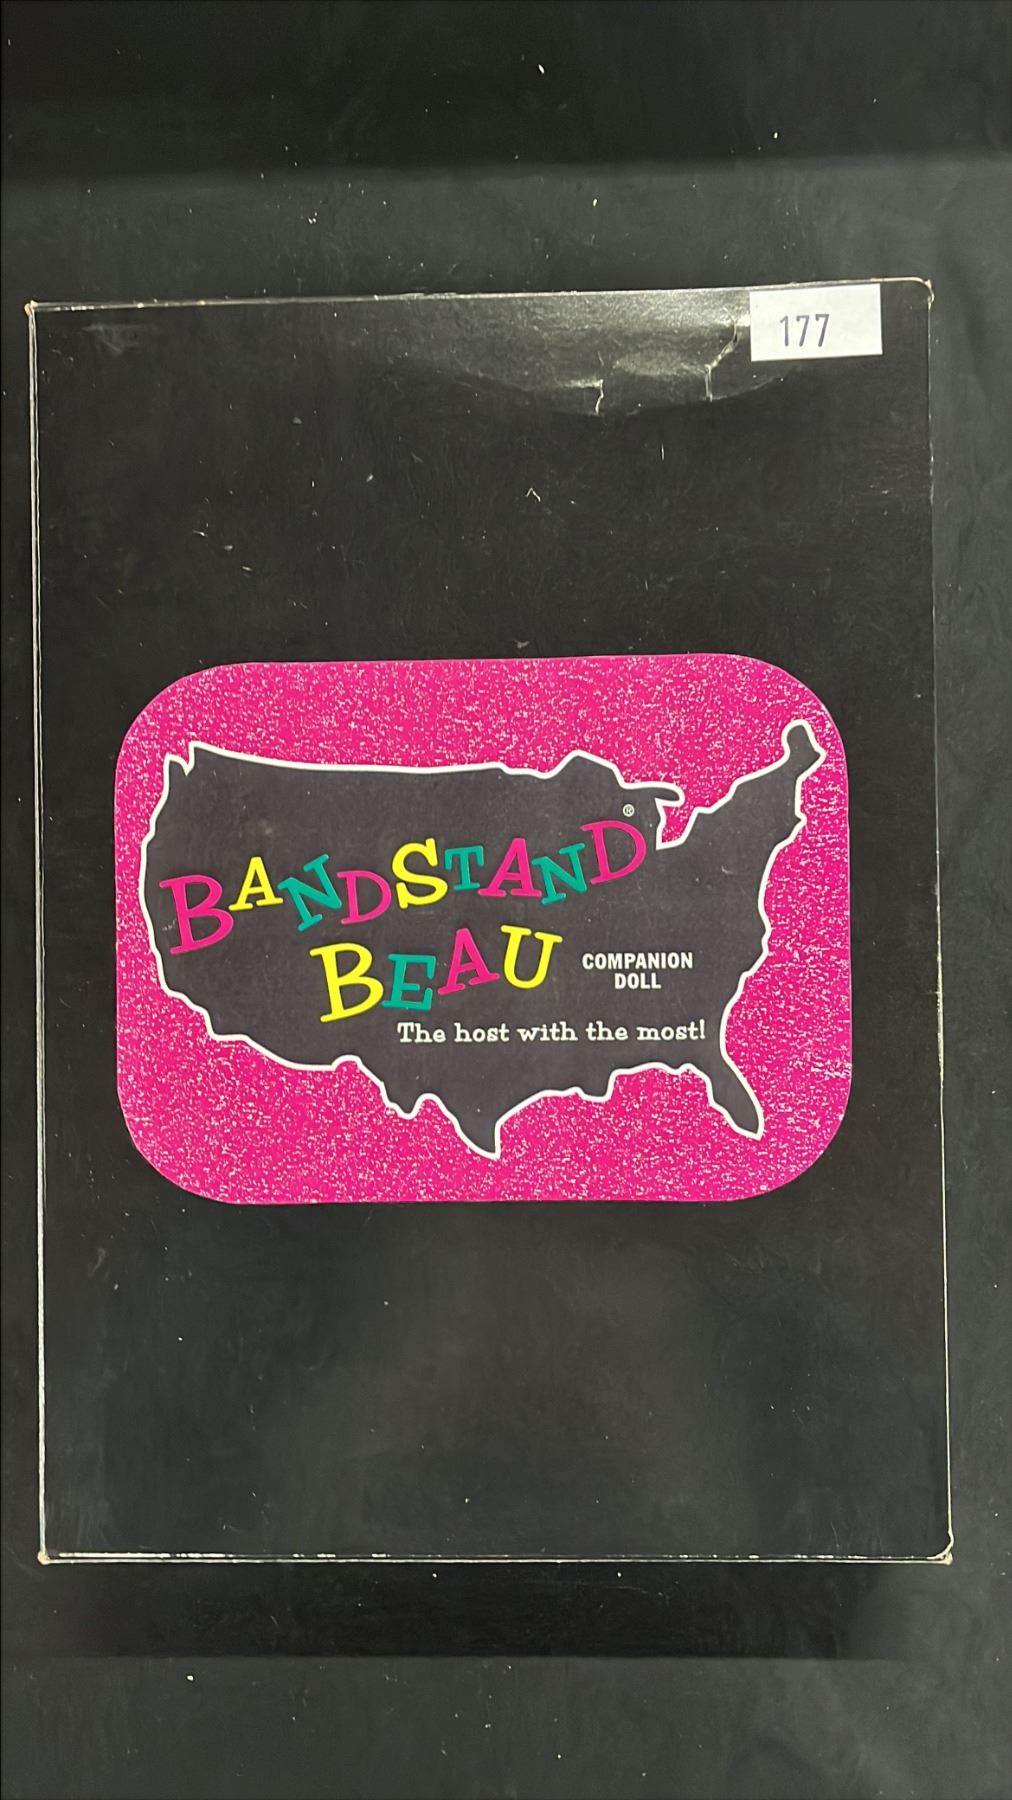 177
®
BANDSTAND
BEAU
COMPANION
DOLL
The host with the most!